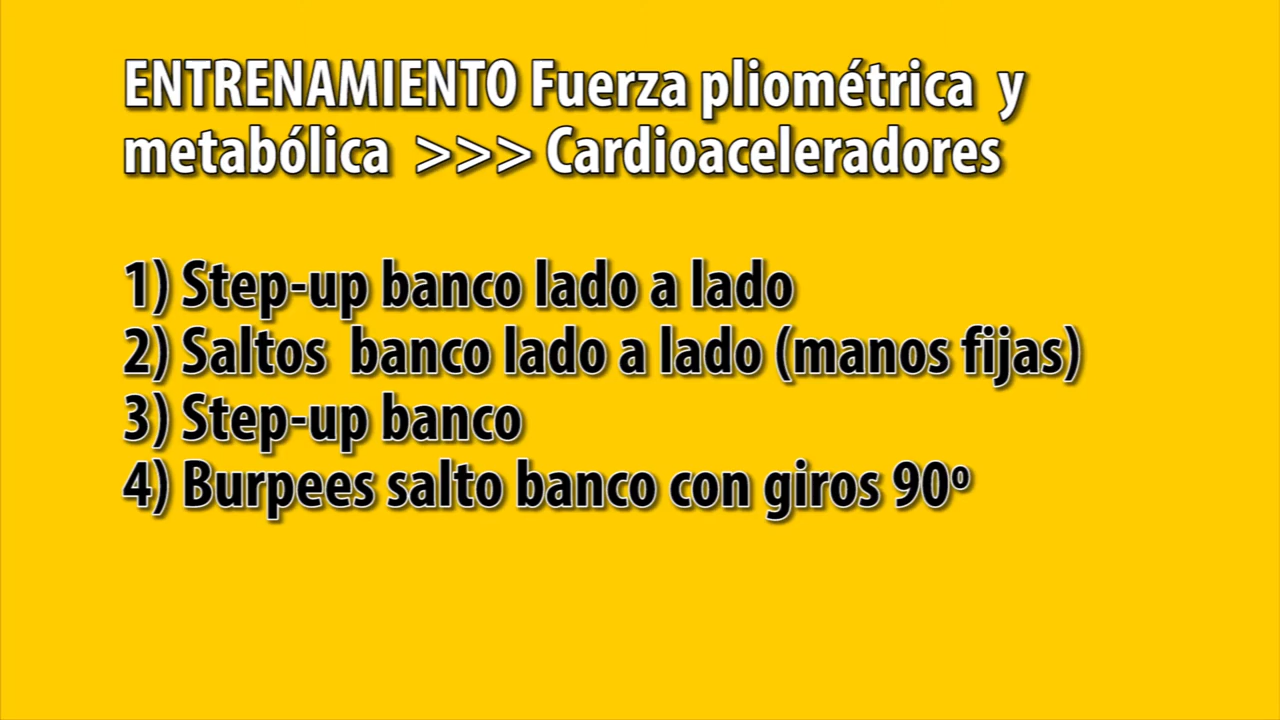 ENTRENAMIENTO Fuerza pliométrica y
metabólica >>> Cardioaceleradores
1) Step-up banco lado a lado
2) Saltos banco lado a lado (manos fijas)
3) Step-up banco
4) Burpees salto banco con giros 90º